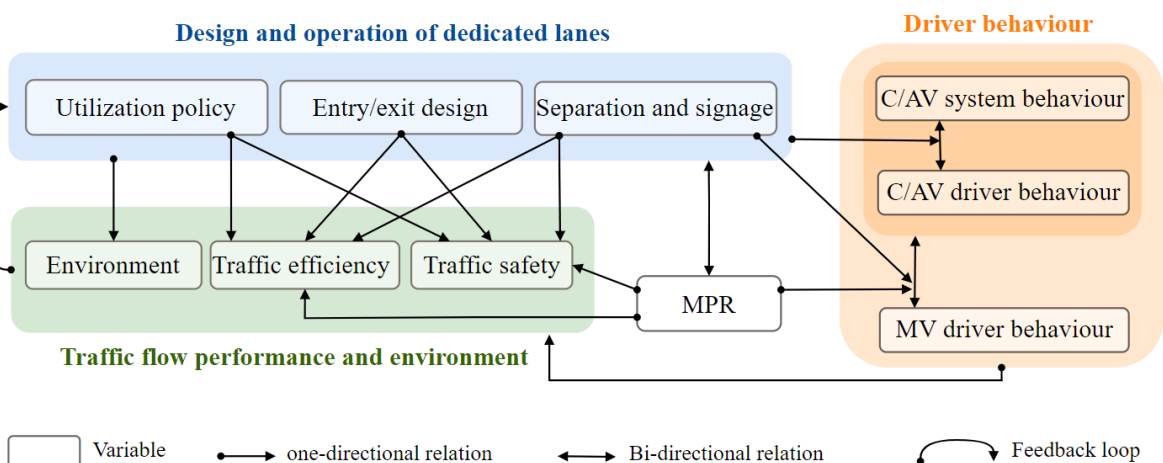 Design and operation of dedicated lanes
Driver behaviour
Utilization policy
Entry/exit design
Separation and signage
C/AV system behaviour
C/AV driver behaviour
Environment
Traffic efficiency
Traffic safety
MPR
MV driver behaviour
Traffic flow performance and environment
Variable
one-directional relation
Bi-directional relation
Feedback loop